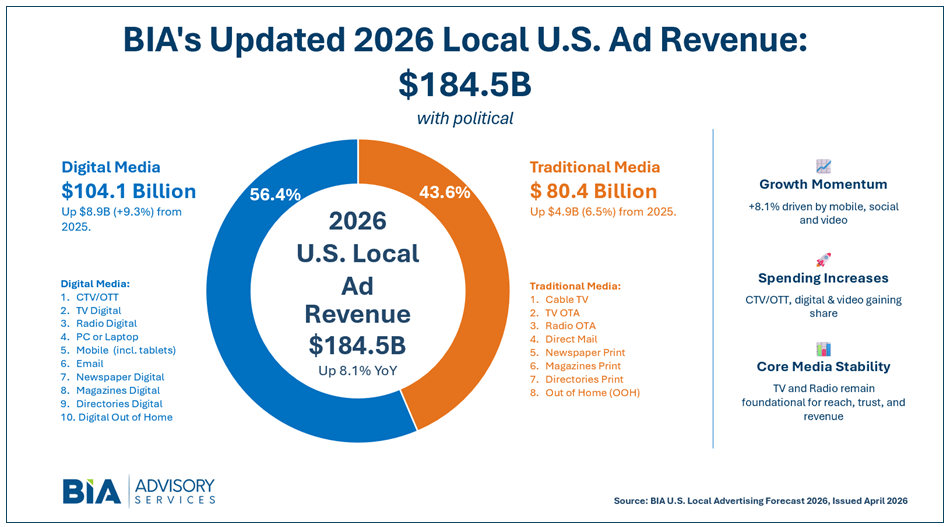 BIA's Updated 2026 Local U.S. Ad Revenue:
$184.5B
with political
Digital Media
$104.1 Billion
Up $8.9B (+9.3%) from
2025.
Digital Media:
1. CTV/OTT
2. TV Digital
3. Radio Digital
4. PC or Laptop
5. Mobile (incl. tablets)
6. Email
7. Newspaper Digital
8. Magazines Digital
9. Directories Digital
10. Digital Out of Home
56.4%
43.6%
2026
U.S. Local
Ad
Revenue
$184.5B
Up 8.1% YoY
Traditional Media
$ 80.4 Billion
Up $4.9B (6.5%) from 2025.
Traditional Media:
1. Cable TV
2. TV OTA
3. Radio OTA
4. Direct Mail
5. Newspaper Print
6. Magazines Print
7. Directories Print
8. Out of Home (OOH)
Growth Momentum
+8.1% driven by mobile, social
and video
Spending Increases
CTV/OTT, digital & video gaining
share
Core Media Stability
TV and Radio remain
foundational for reach, trust, and
revenue
BIA ADVISORY
SERVICES
Source: BIA U.S. Local Advertising Forecast 2026, Issued April 2026